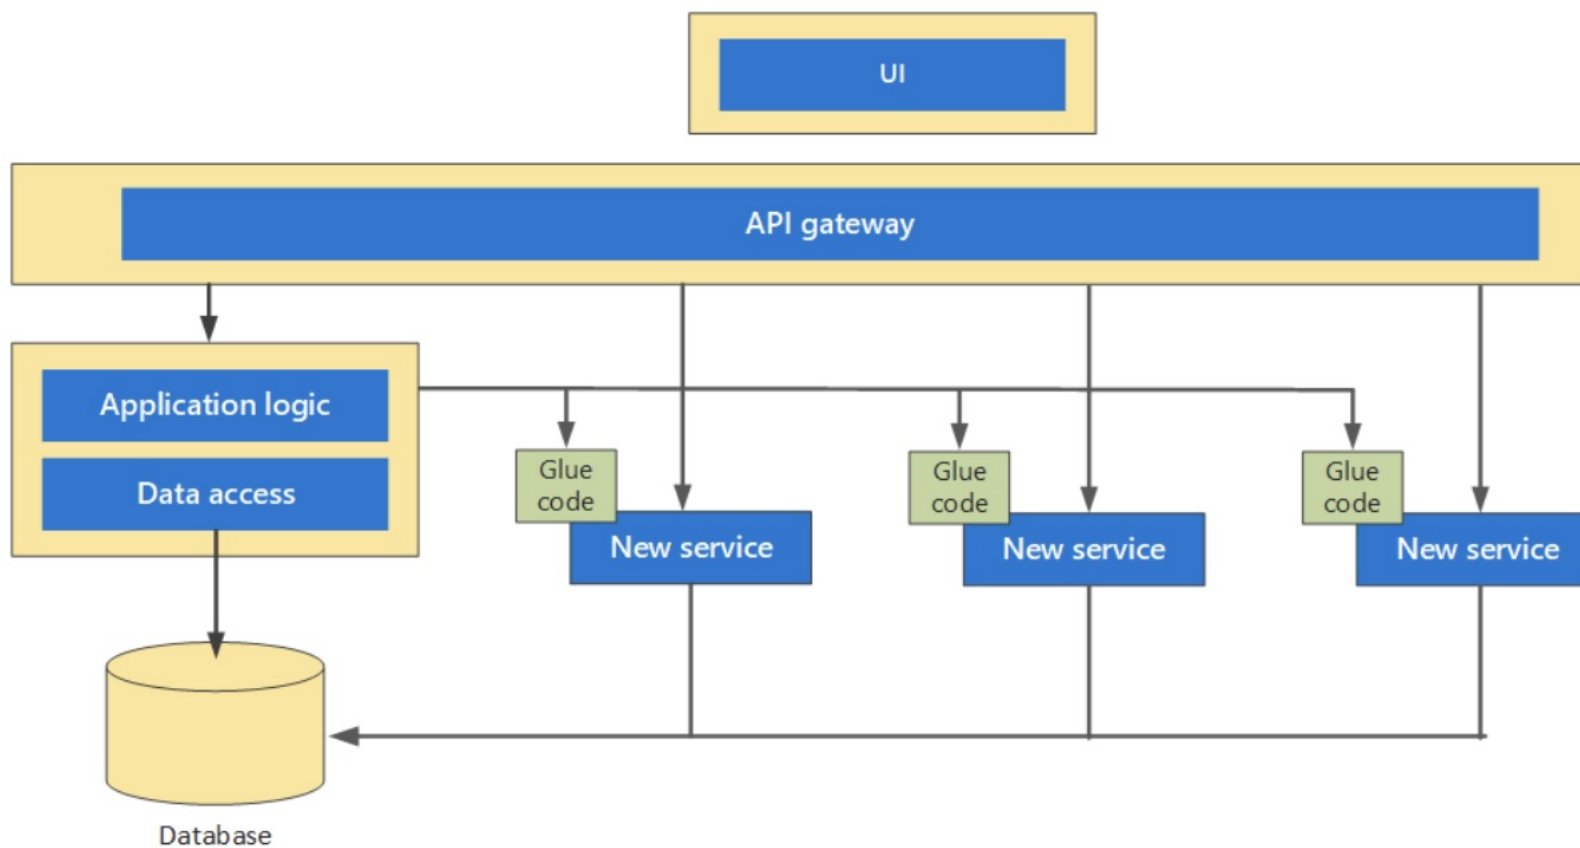 UI
API gateway
Application logic
Data access
Glue
code
New service
Glue
code
New service
Glue
code
New service
Database